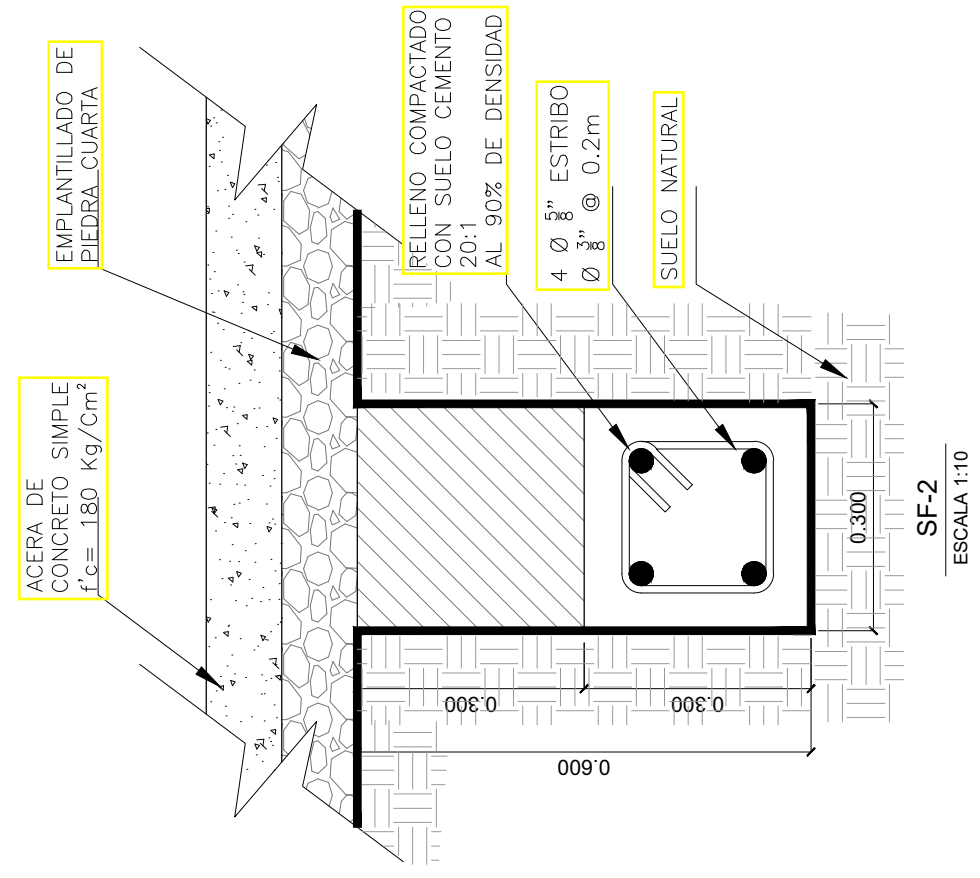 ACERA DE
CONCRETO SIMPLE
f'c= 180 Kg/Cm²
EMPLANTILLADO DE
PIEDRA CUARTA
RELLENO COMPACTADO
CON SUELO CEMENTO
20:1
AL 90% DE DENSIDAD
4 Ø 5/8" ESTRIBO
Ø 3/8" @ 0.2m
SUELO NATURAL
0.300
0.300
0.600
0.300
SF-2
ESCALA 1:10